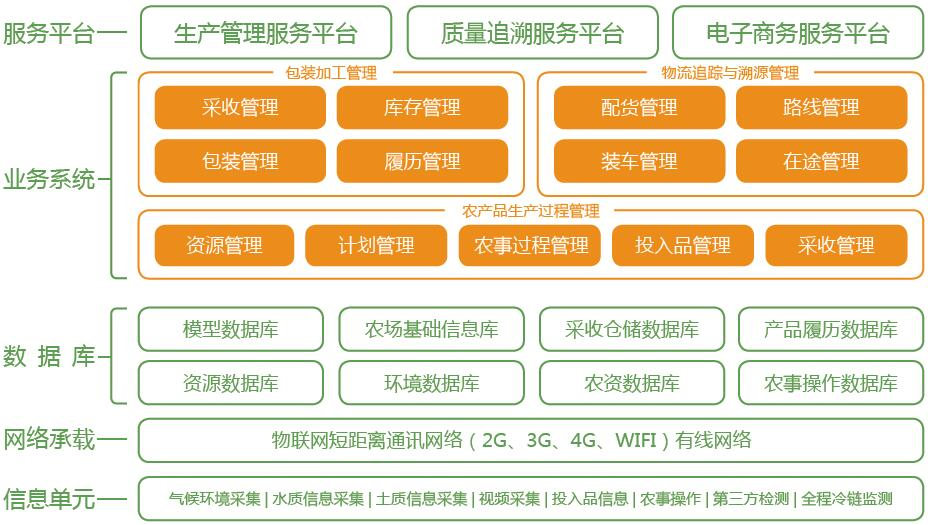 服务平台 生产管理服务平台 质量追溯服务平台 电子商务服务平台
业务系统
包装加工管理
采收管理 库存管理
包装管理 履历管理
物流追踪与溯源管理
配货管理 路线管理
装车管理 在途管理
农产品生产过程管理
资源管理 计划管理 农事过程管理 投入品管理 采收管理
数据库
模型数据库 农场基础信息库 采收仓储数据库 产品履历数据库
资源数据库 环境数据库 农资数据库 农事操作数据库
网络承载 物联网短距离通讯网络（2G、3G、4G、WIFI）有线网络
信息单元 气候环境采集 | 水质信息采集 | 土质信息采集 | 视频采集 | 投入品信息 | 农事操作 | 第三方检测 | 全程冷链监测